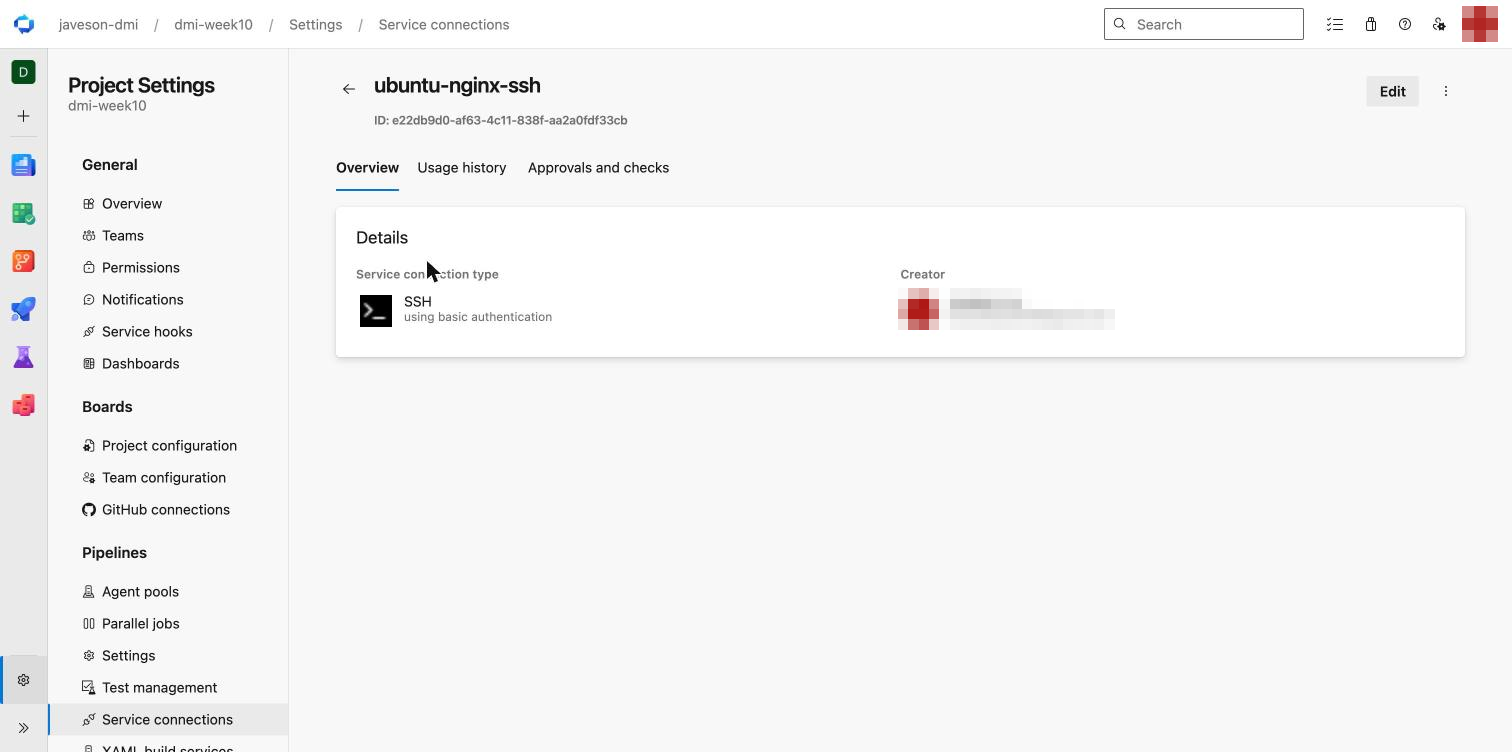 javeson-dmi / dmi-week10 / Settings / Service connections
Search
D
Project Settings
dmi-week10
General
Overview
Teams
Permissions
Notifications
Service hooks
Dashboards
Boards
Project configuration
Team configuration
GitHub connections
Pipelines
Agent pools
Parallel jobs
Settings
Test management
Service connections
XAML build services
ubuntu-nginx-ssh
Edit
ID: e22db9d0-af63-4c11-838f-aa2a0fdf33cb
Overview Usage history Approvals and checks
Details
Service connection type
SSH
using basic authentication
Creator